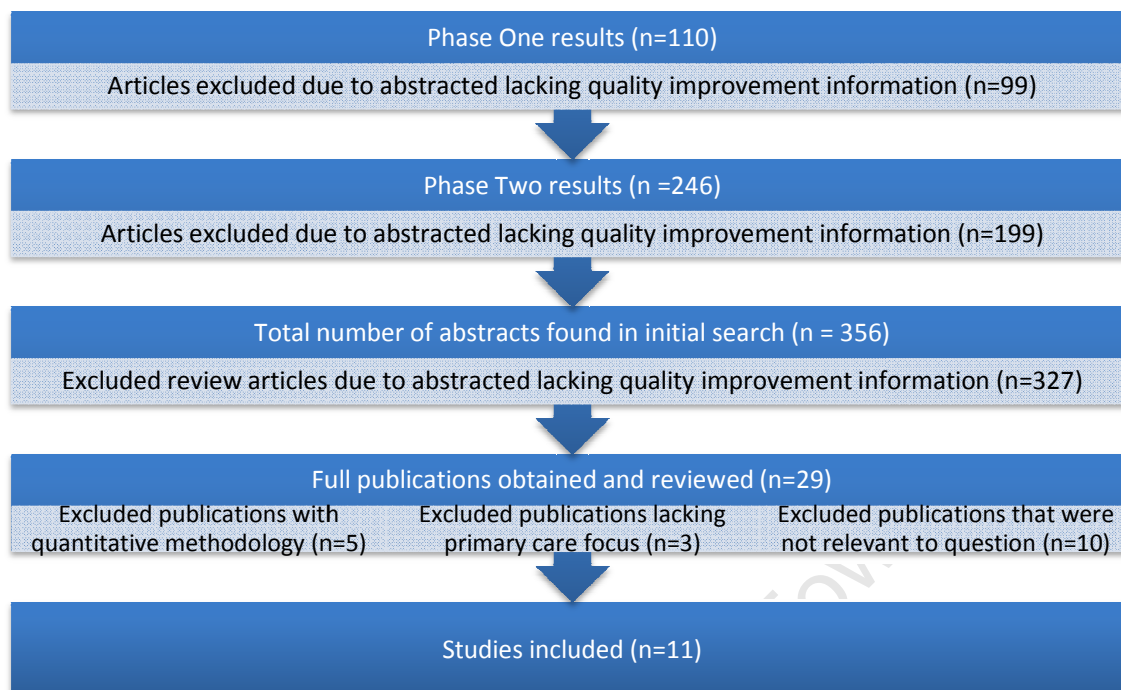 Phase One results (n=110)
Articles excluded due to abstracted lacking quality improvement information (n=99)
Phase Two results (n =246)
Articles excluded due to abstracted lacking quality improvement information (n=199)
Total number of abstracts found in initial search (n = 356)
Excluded review articles due to abstracted lacking quality improvement information (n=327)
Full publications obtained and reviewed (n=29)
Excluded publications with
quantitative methodology (n=5)
Excluded publications lacking
primary care focus (n=3)
Excluded publications that were
not relevant to question (n=10)
Studies included (n=11)